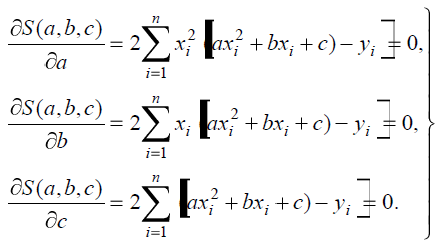 ∂S(a,b,c)/∂a = 2∑_{i=1}^{n} x_i^2 [(ax_i^2 + bx_i + c) − y_i] = 0,
∂S(a,b,c)/∂b = 2∑_{i=1}^{n} x_i [(ax_i^2 + bx_i + c) − y_i] = 0,
∂S(a,b,c)/∂c = 2∑_{i=1}^{n} [(ax_i^2 + bx_i + c) − y_i] = 0.